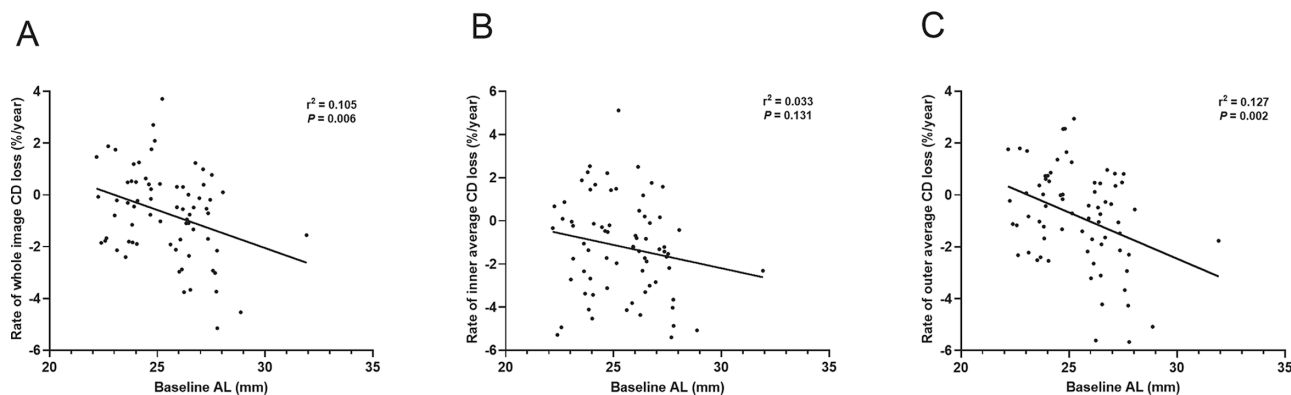 A
Rate of whole image CD loss (%/year)
4
2
0
-2
-4
-6
20
25
30
35
Baseline AL (mm)
r² = 0.105
P = 0.006
B
Rate of inner average CD loss (%/year)
6
4
2
0
-2
-4
-6
20
25
30
35
Baseline AL (mm)
r² = 0.033
P = 0.131
C
Rate of outer average CD loss (%/year)
4
2
0
-2
-4
-6
20
25
30
35
Baseline AL (mm)
r² = 0.127
P = 0.002